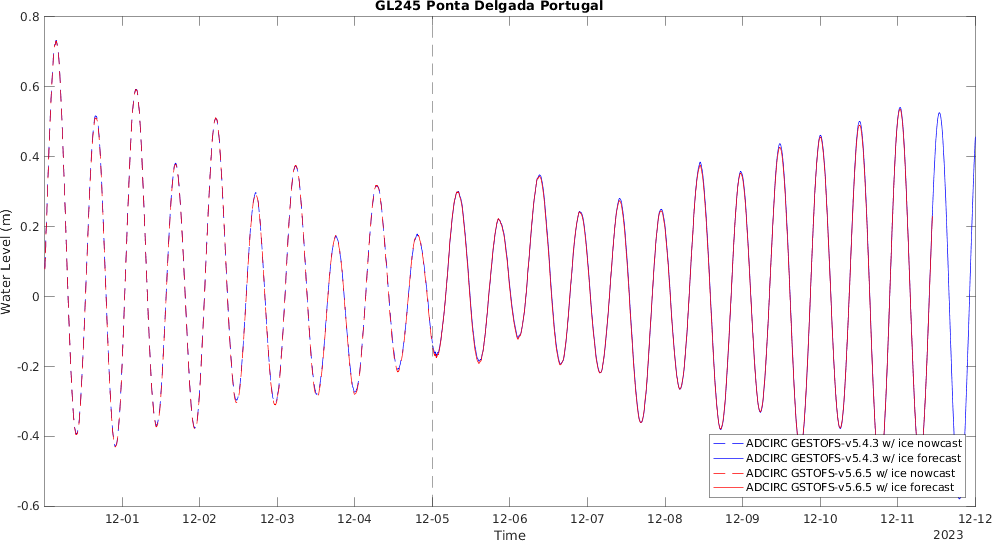 GL245 Ponta Delgada Portugal
0.8
0.6
0.4
0.2
0
-0.2
-0.4
-0.6
Water Level (m)
ADCIRC GESTOFS-v5.4.3 w/ ice nowcast
ADCIRC GESTOFS-v5.4.3 w/ ice forecast
ADCIRC GSTOFS-v5.6.5 w/ ice nowcast
ADCIRC GSTOFS-v5.6.5 w/ ice forecast
12-01 12-02 12-03 12-04 12-05 12-06 12-07 12-08 12-09 12-10 12-11 12-12
Time
2023